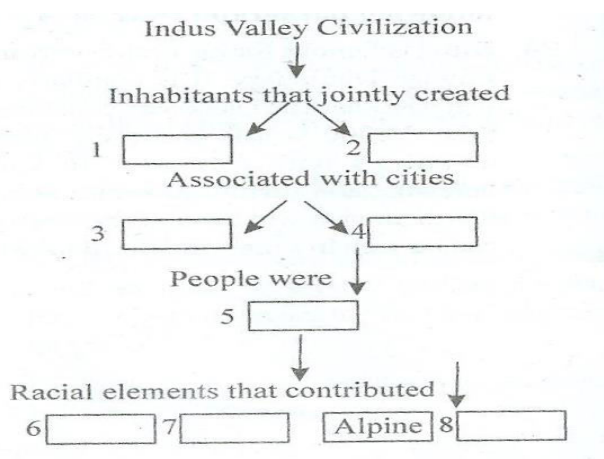 Indus Valley Civilization
Inhabitants that jointly created
1 2
Associated with cities
3 4
People were
5
Racial elements that contributed
6 7 Alpine 8